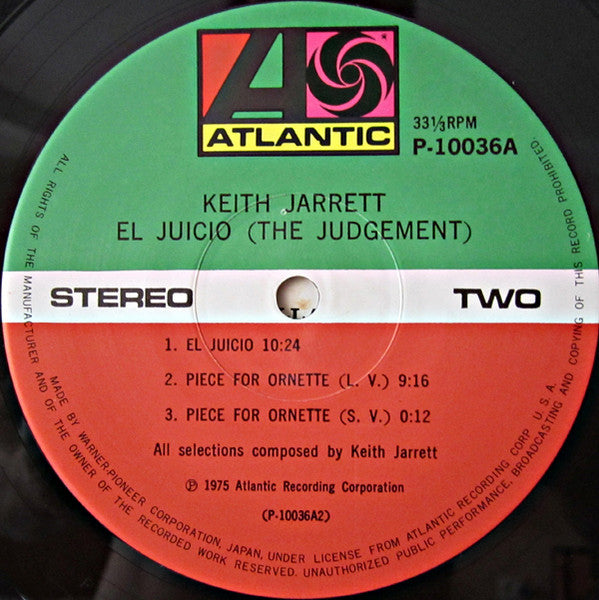 ATLANTIC
33⅓RPM
P-10036A
KEITH JARRETT
EL JUICIO (THE JUDGEMENT)
STEREO
TWO
1. EL JUICIO 10:24
2. PIECE FOR ORNETTE (L. V.) 9:16
3. PIECE FOR ORNETTE (S. V.) 0:12
All selections composed by Keith Jarrett
℗ 1975 Atlantic Recording Corporation
(P-10036A2)
ALL RIGHTS OF THE MANUFACTURER AND OF THE OWNER OF THE RECORDED WORK RESERVED. UNAUTHORIZED PUBLIC PERFORMANCE, BROADCASTING AND COPYING OF THIS RECORD PROHIBITED.
MADE BY WARNER-PIONEER CORPORATION, JAPAN, UNDER LICENSE FROM ATLANTIC RECORDING CORP. U. S. A.